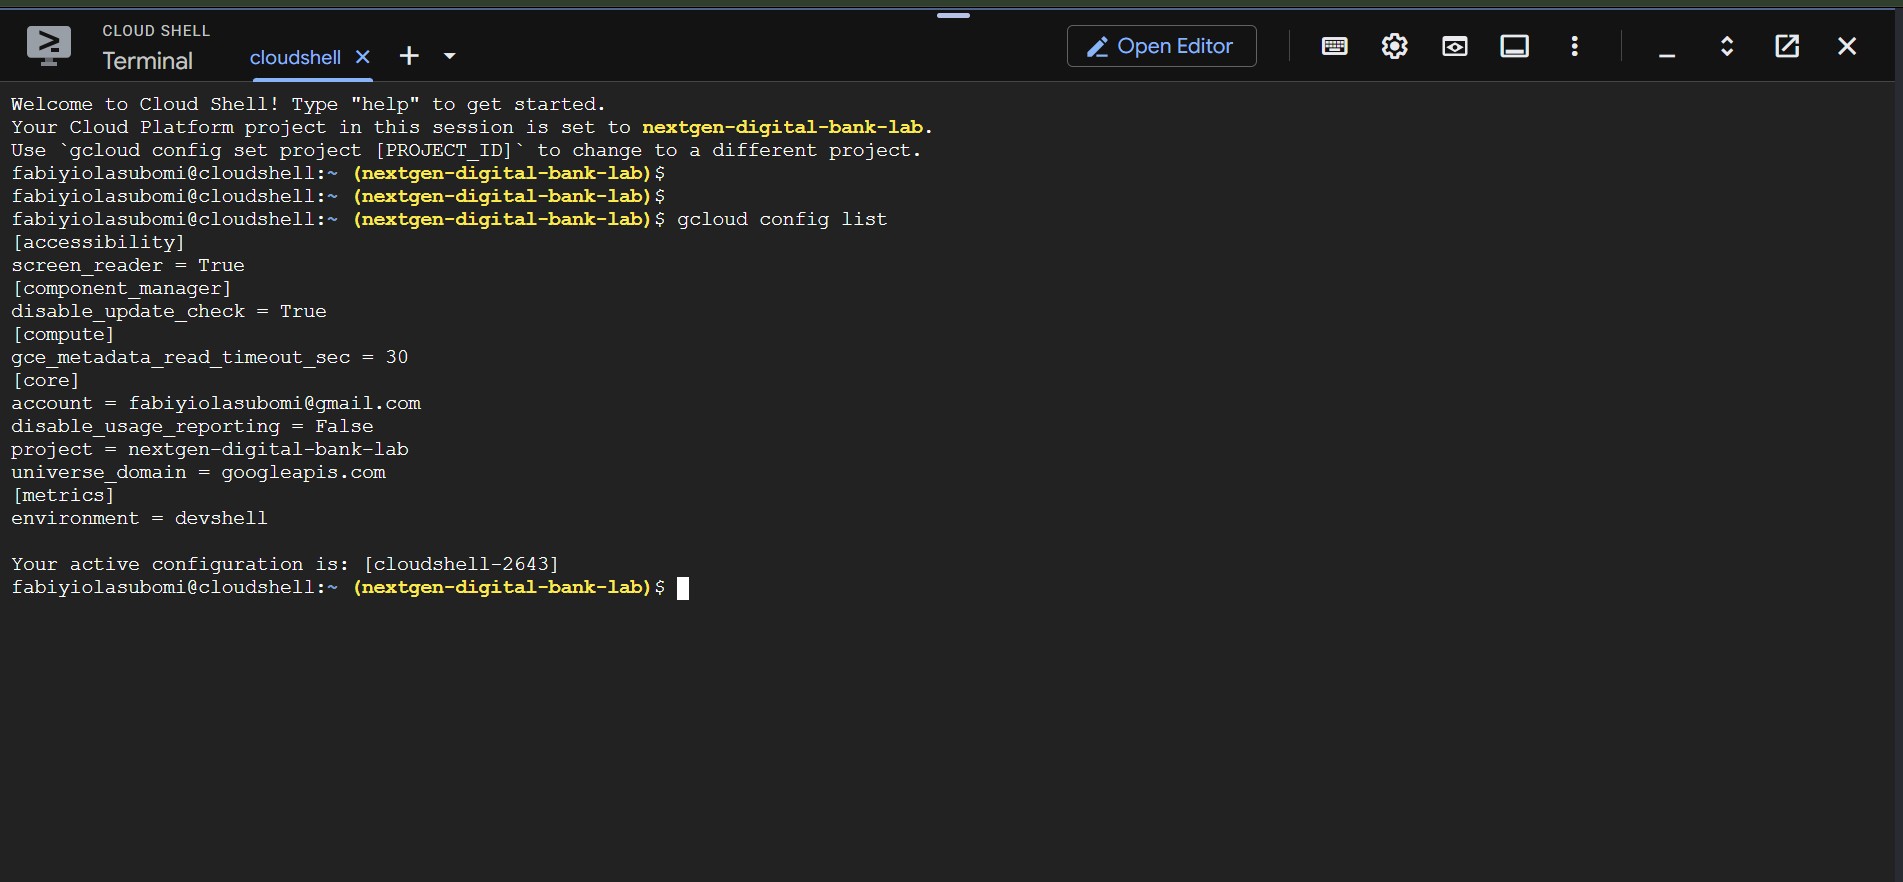 CLOUD SHELL
Terminal
cloudshell
Open Editor
Welcome to Cloud Shell! Type "help" to get started.
Your Cloud Platform project in this session is set to nextgen-digital-bank-lab.
Use `gcloud config set project [PROJECT_ID]` to change to a different project.
fabiyiolasubomi@cloudshell:~ (nextgen-digital-bank-lab)$
fabiyiolasubomi@cloudshell:~ (nextgen-digital-bank-lab)$
fabiyiolasubomi@cloudshell:~ (nextgen-digital-bank-lab)$ gcloud config list
[accessibility]
screen_reader = True
[component_manager]
disable_update_check = True
[compute]
gce_metadata_read_timeout_sec = 30
[core]
account = fabiyiolasubomi@gmail.com
disable_usage_reporting = False
project = nextgen-digital-bank-lab
universe_domain = googleapis.com
[metrics]
environment = devshell

Your active configuration is: [cloudshell-2643]
fabiyiolasubomi@cloudshell:~ (nextgen-digital-bank-lab)$